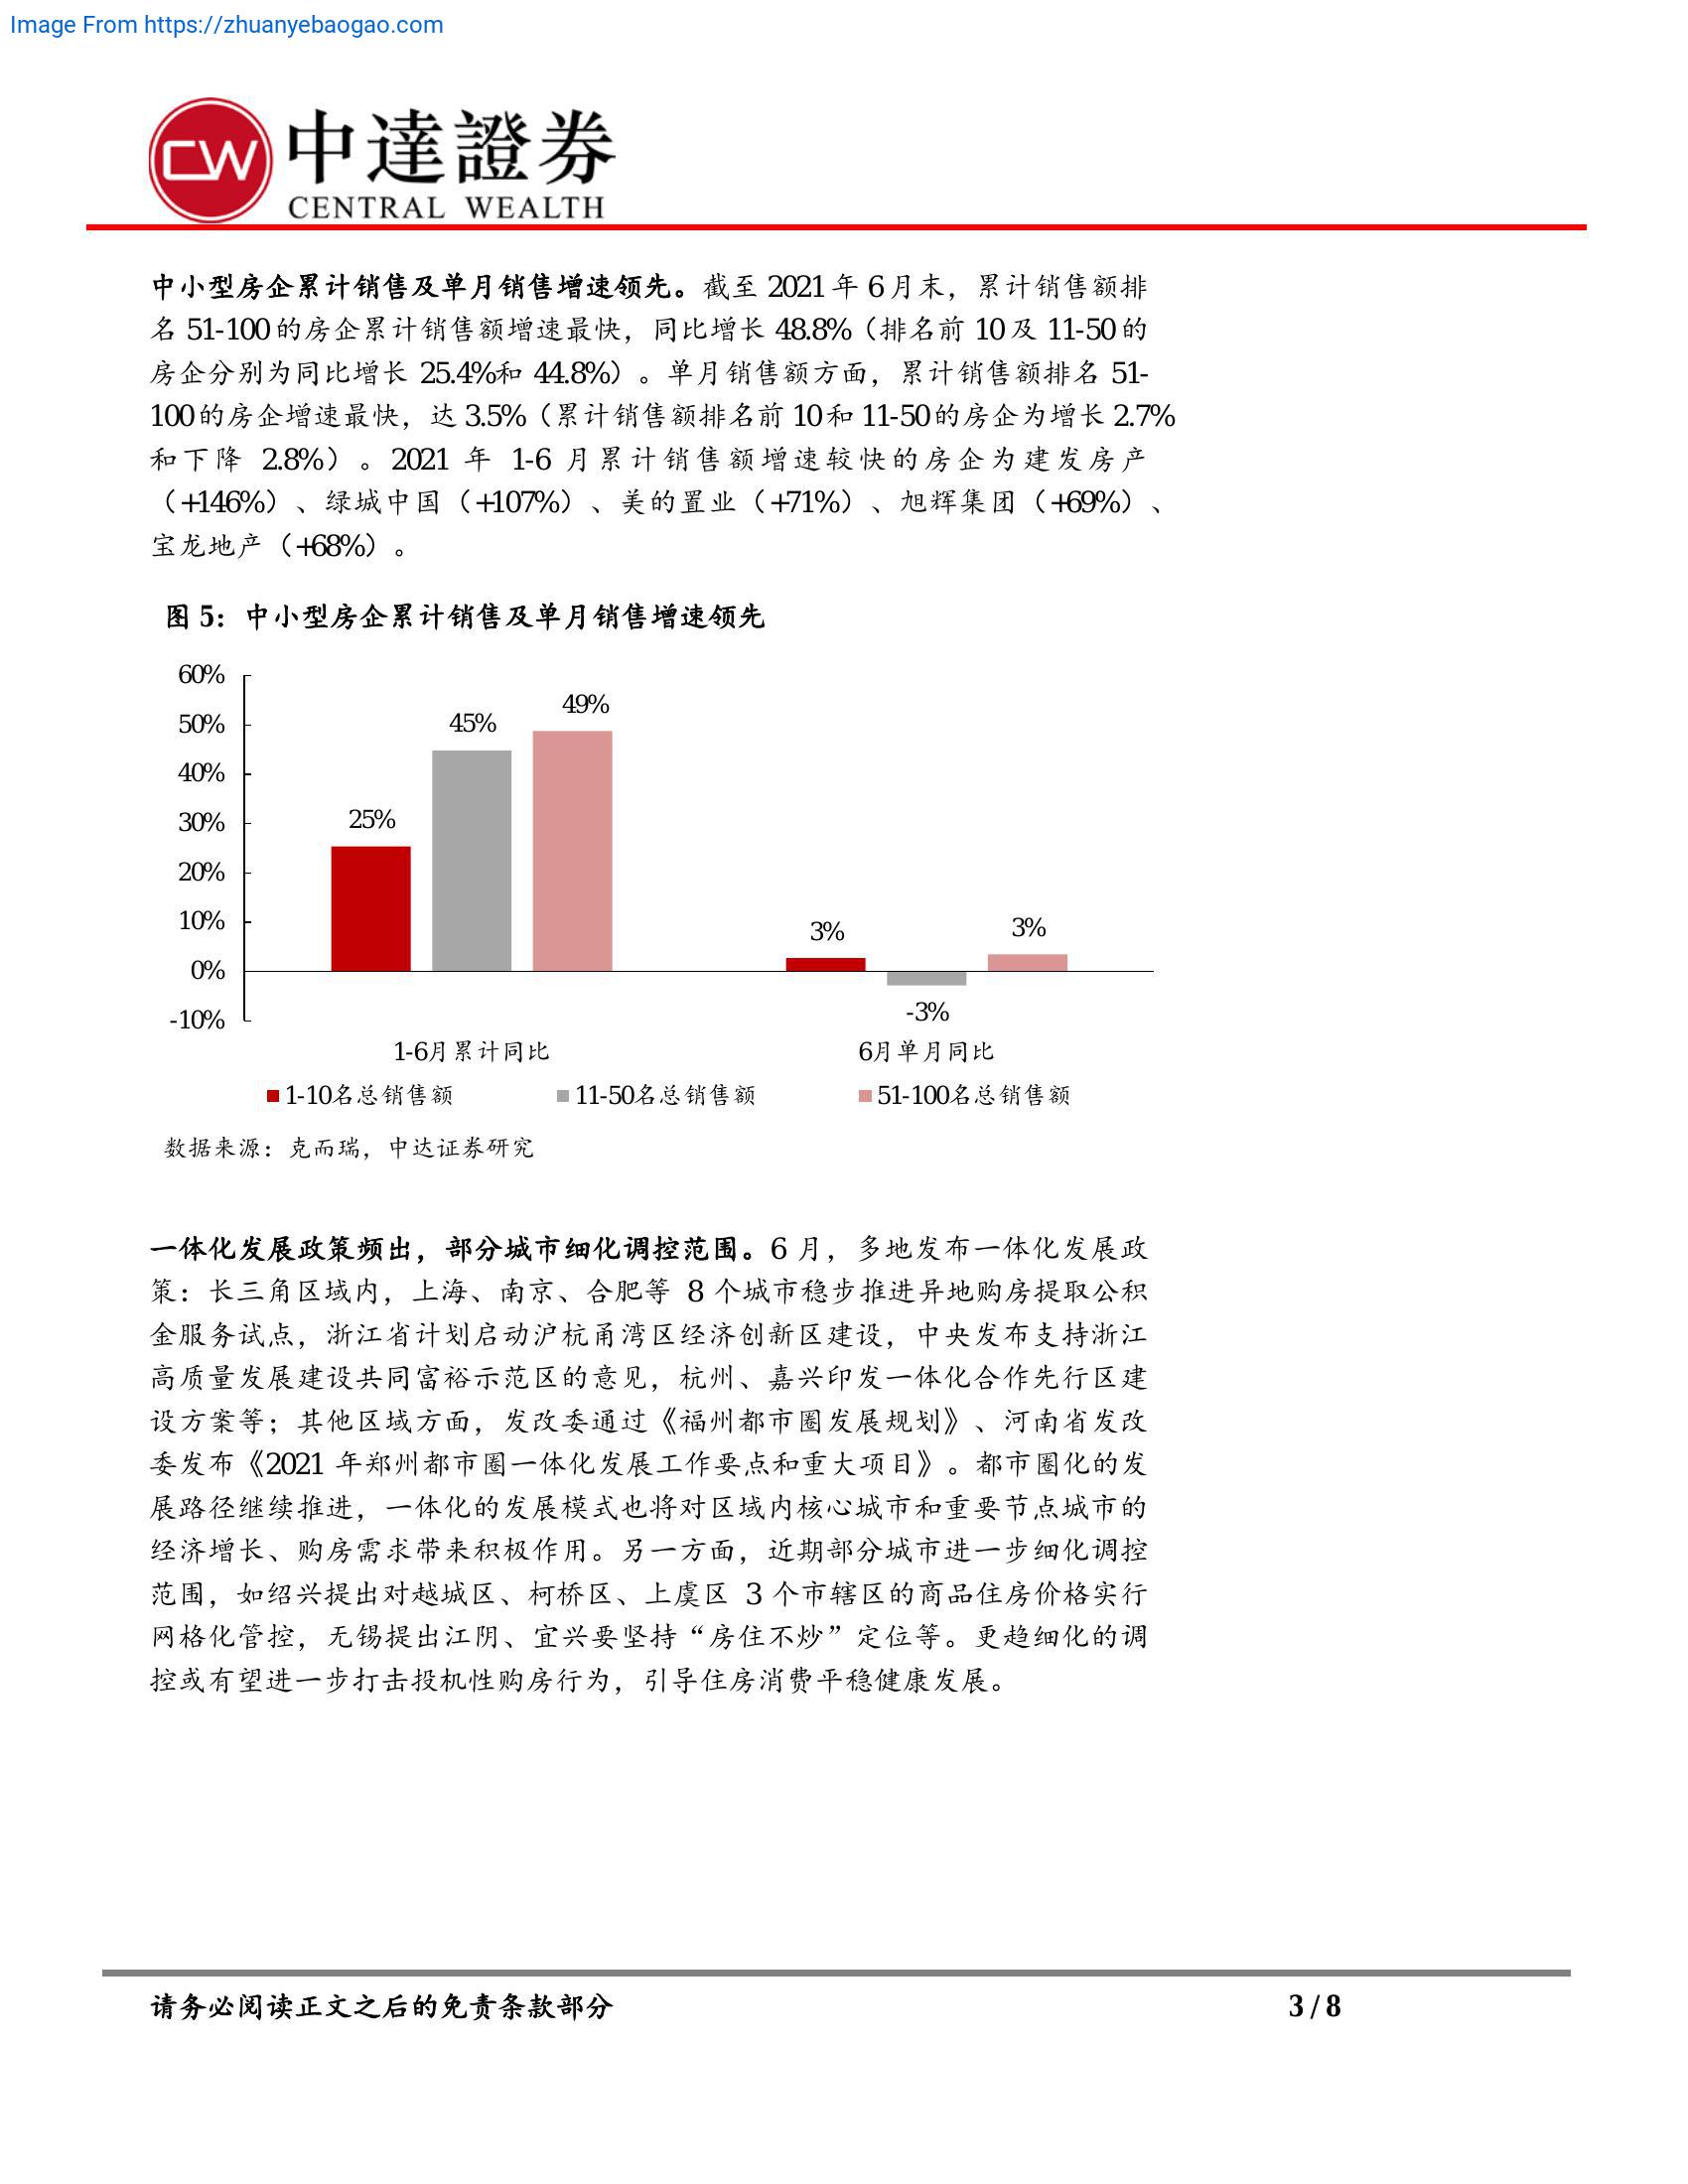 Image From https://zhuanyebaogao.com
CW
中達證券
CENTRAL WEALTH
中小型房企累计销售及单月销售增速领先。截至 2021 年 6 月末，累计销售额排
名 51-100 的房企累计销售额增速最快，同比增长 48.8%（排名前 10 及 11-50 的
房企分别为同比增长 25.4%和 44.8%）。单月销售额方面，累计销售额排名 51-
100 的房企增速最快，达 3.5%（累计销售额排名前 10 和 11-50 的房企为增长 2.7%
和下降 2.8%）。2021 年 1-6 月累计销售额增速较快的房企为建发房产
（+146%）、绿城中国（+107%）、美的置业（+71%）、旭辉集团（+69%）、
宝龙地产（+68%）。
图 5：中小型房企累计销售及单月销售增速领先
60%
50%
40%
30%
20%
10%
0%
-10%
25%
45%
49%
3%
-3%
3%
1-6月累计同比
6月单月同比
1-10名总销售额
11-50名总销售额
51-100名总销售额
数据来源：克而瑞，中达证券研究
一体化发展政策频出，部分城市细化调控范围。6 月，多地发布一体化发展政
策：长三角区域内，上海、南京、合肥等 8 个城市稳步推进异地购房提取公积
金服务试点，浙江省计划启动沪杭甬湾区经济创新区建设，中央发布支持浙江
高质量发展建设共同富裕示范区的意见，杭州、嘉兴印发一体化合作先行区建
设方案等；其他区域方面，发改委通过《福州都市圈发展规划》、河南省发改
委发布《2021 年郑州都市圈一体化发展工作要点和重大项目》。都市圈化的发
展路径继续推进，一体化的发展模式也将对区域内核心城市和重要节点城市的
经济增长、购房需求带来积极作用。另一方面，近期部分城市进一步细化调控
范围，如绍兴提出对越城区、柯桥区、上虞区 3 个市辖区的商品住房价格实行
网格化管控，无锡提出江阴、宜兴要坚持“房住不炒”定位等。更趋细化的调
控或有望进一步打击投机性购房行为，引导住房消费平稳健康发展。
请务必阅读正文之后的免责条款部分
3 / 8